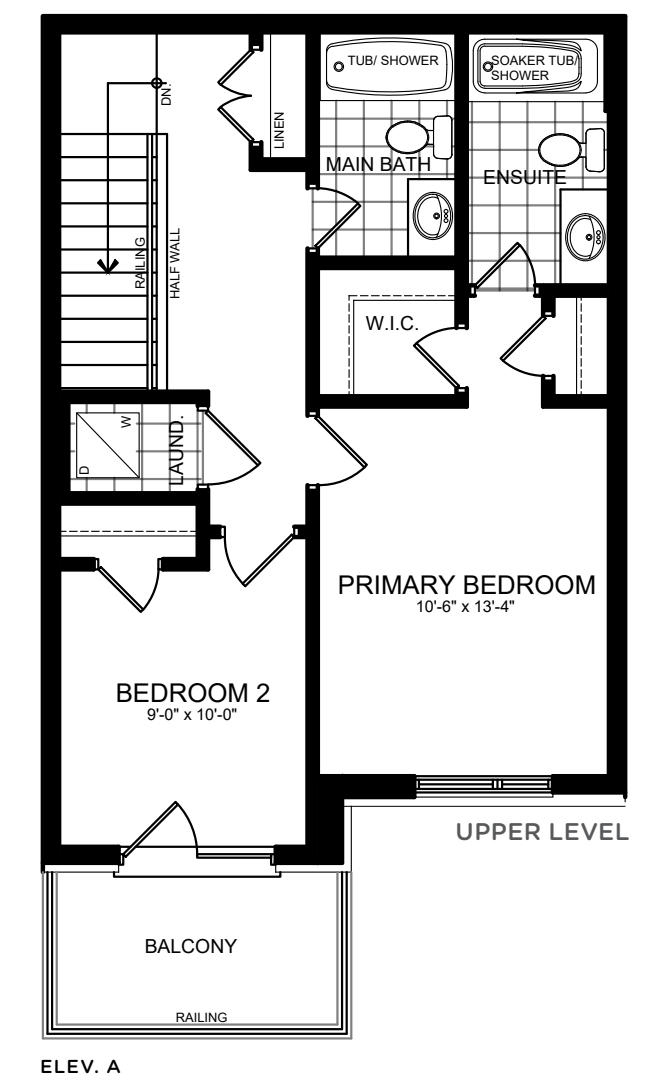 TUB/ SHOWER
SOAKER TUB/
SHOWER
DN.
LINEN
MAIN BATH
ENSUITE
RAILING
HALF WALL
W.I.C.
W
D
LAUND.
PRIMARY BEDROOM
10'-6" x 13'-4"
BEDROOM 2
9'-0" x 10'-0"
UPPER LEVEL
BALCONY
RAILING
ELEV. A